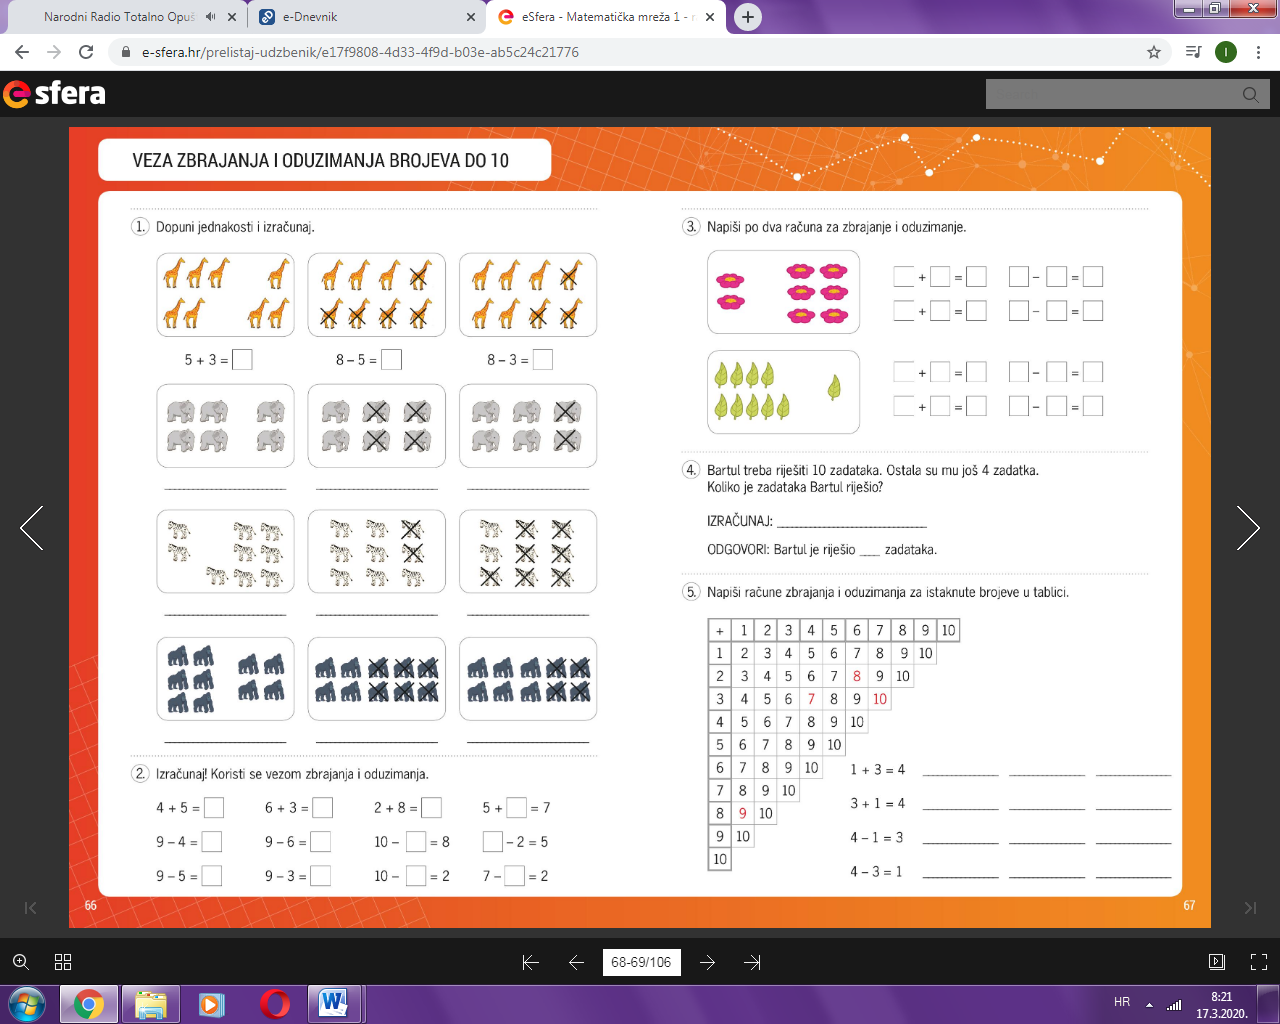 Narodni Radio Totalno Opuš
e-Dnevnik
eSfera - Matematička mreža 1 - r
e-sfera.hr/prelistaj-udzbenik/e17f9808-4d33-4f9d-b03e-ab5c24c21776
I
e sfera
VEZA ZBRAJANJA I ODUZIMANJA BROJEVA DO 10
1. Dopuni jednakosti i izračunaj.
5 + 3 =
8 – 5 =
8 – 3 =
2. Izračunaj! Koristi se vezom zbrajanja i oduzimanja.
4 + 5 =
6 + 3 =
2 + 8 =
5 + = 7
9 – 4 =
9 – 6 =
10 – = 8
– 2 = 5
9 – 5 =
9 – 3 =
10 – = 2
7 – = 2
66
3. Napiši po dva računa za zbrajanje i oduzimanje.
+ = – =
+ = – =
+ = – =
+ = – =
4. Bartul treba riješiti 10 zadataka. Ostala su mu još 4 zadatka.
Koliko je zadataka Bartul riješio?
IZRAČUNAJ: ____________________
ODGOVORI: Bartul je riješio ___ zadataka.
5. Napiši račune zbrajanja i oduzimanja za istaknute brojeve u tablici.
+ 1 2 3 4 5 6 7 8 9 10
1 2 3 4 5 6 7 8 9 10
2 3 4 5 6 7 8 9 10
3 4 5 6 7 8 9 10
4 5 6 7 8 9 10
5 6 7 8 9 10
6 7 8 9 10
7 8 9 10
8 9 10
9 10
10
1 + 3 = 4
3 + 1 = 4
4 – 1 = 3
4 – 3 = 1
67
68-69/106
HR
8:21
17.3.2020.